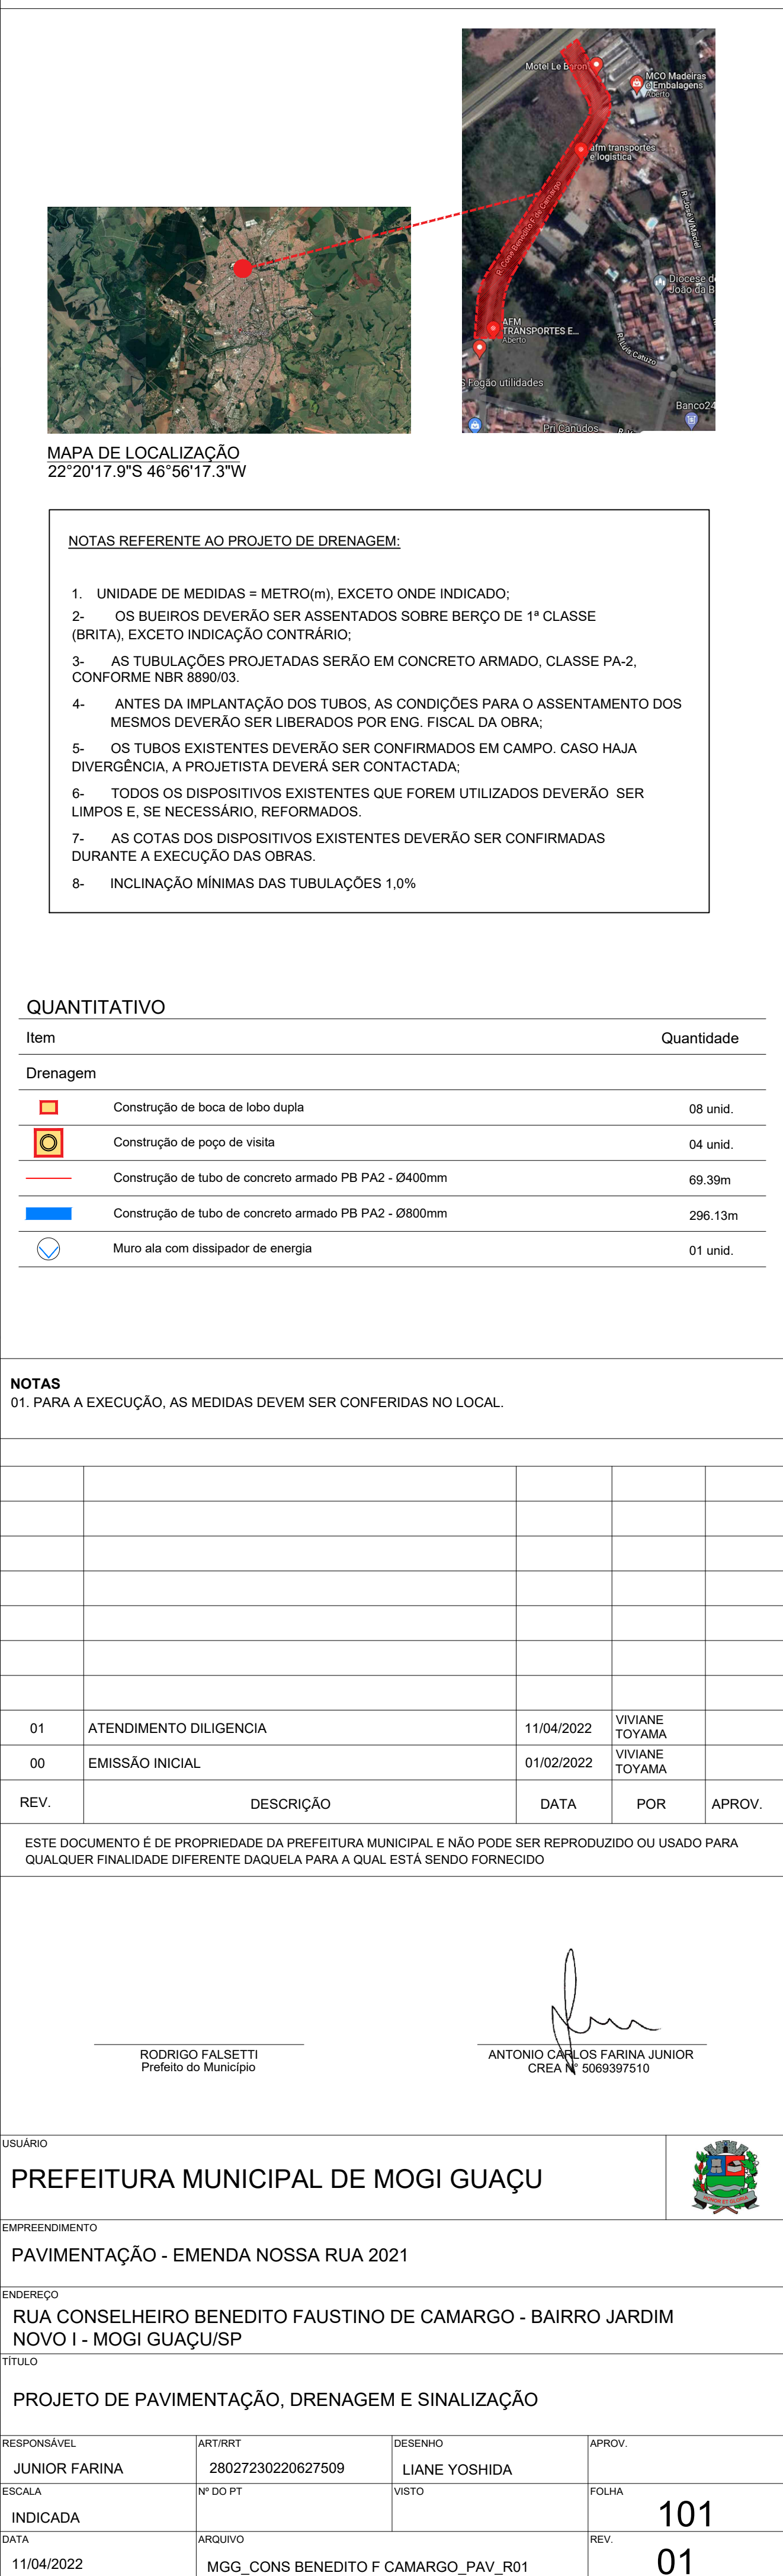 Motel Le Baron
MCO Madeiras
e Embalagens
Aberto
afm transportes
e logística
R. Cons Benedito F de Camargo
R. José V Maciel
Diocese d
João da B
AFM
TRANSPORTES E...
Aberto
R. Luís Catuzo
S Fogão utilidades
Banco24
Pri Canudos
MAPA DE LOCALIZAÇÃO
22°20'17.9"S 46°56'17.3"W
NOTAS REFERENTE AO PROJETO DE DRENAGEM:
1. UNIDADE DE MEDIDAS = METRO(m), EXCETO ONDE INDICADO;
2- OS BUEIROS DEVERÃO SER ASSENTADOS SOBRE BERÇO DE 1ª CLASSE
(BRITA), EXCETO INDICAÇÃO CONTRÁRIO;
3- AS TUBULAÇÕES PROJETADAS SERÃO EM CONCRETO ARMADO, CLASSE PA-2,
CONFORME NBR 8890/03.
4- ANTES DA IMPLANTAÇÃO DOS TUBOS, AS CONDIÇÕES PARA O ASSENTAMENTO DOS
MESMOS DEVERÃO SER LIBERADOS POR ENG. FISCAL DA OBRA;
5- OS TUBOS EXISTENTES DEVERÃO SER CONFIRMADOS EM CAMPO. CASO HAJA
DIVERGÊNCIA, A PROJETISTA DEVERÁ SER CONTACTADA;
6- TODOS OS DISPOSITIVOS EXISTENTES QUE FOREM UTILIZADOS DEVERÃO SER
LIMPOS E, SE NECESSÁRIO, REFORMADOS.
7- AS COTAS DOS DISPOSITIVOS EXISTENTES DEVERÃO SER CONFIRMADAS
DURANTE A EXECUÇÃO DAS OBRAS.
8- INCLINAÇÃO MÍNIMAS DAS TUBULAÇÕES 1,0%
QUANTITATIVO
Item Quantidade
Drenagem
Construção de boca de lobo dupla 08 unid.
Construção de poço de visita 04 unid.
Construção de tubo de concreto armado PB PA2 - Ø400mm 69.39m
Construção de tubo de concreto armado PB PA2 - Ø800mm 296.13m
Muro ala com dissipador de energia 01 unid.
NOTAS
01. PARA A EXECUÇÃO, AS MEDIDAS DEVEM SER CONFERIDAS NO LOCAL.
01 ATENDIMENTO DILIGENCIA 11/04/2022 VIVIANE
TOYAMA
00 EMISSÃO INICIAL 01/02/2022 VIVIANE
TOYAMA
REV. DESCRIÇÃO DATA POR APROV.
ESTE DOCUMENTO É DE PROPRIEDADE DA PREFEITURA MUNICIPAL E NÃO PODE SER REPRODUZIDO OU USADO PARA
QUALQUER FINALIDADE DIFERENTE DAQUELA PARA A QUAL ESTÁ SENDO FORNECIDO
RODRIGO FALSETTI
Prefeito do Município
ANTONIO CARLOS FARINA JUNIOR
CREA N° 5069397510
USUÁRIO
PREFEITURA MUNICIPAL DE MOGI GUAÇU
HONOR ET GLORIA
EMPREENDIMENTO
PAVIMENTAÇÃO - EMENDA NOSSA RUA 2021
ENDEREÇO
RUA CONSELHEIRO BENEDITO FAUSTINO DE CAMARGO - BAIRRO JARDIM
NOVO I - MOGI GUAÇU/SP
TÍTULO
PROJETO DE PAVIMENTAÇÃO, DRENAGEM E SINALIZAÇÃO
RESPONSÁVEL ART/RRT DESENHO APROV.
JUNIOR FARINA 28027230220627509 LIANE YOSHIDA
ESCALA Nº DO PT VISTO FOLHA
INDICADA 101
DATA ARQUIVO REV.
11/04/2022 MGG_CONS BENEDITO F CAMARGO_PAV_R01 01